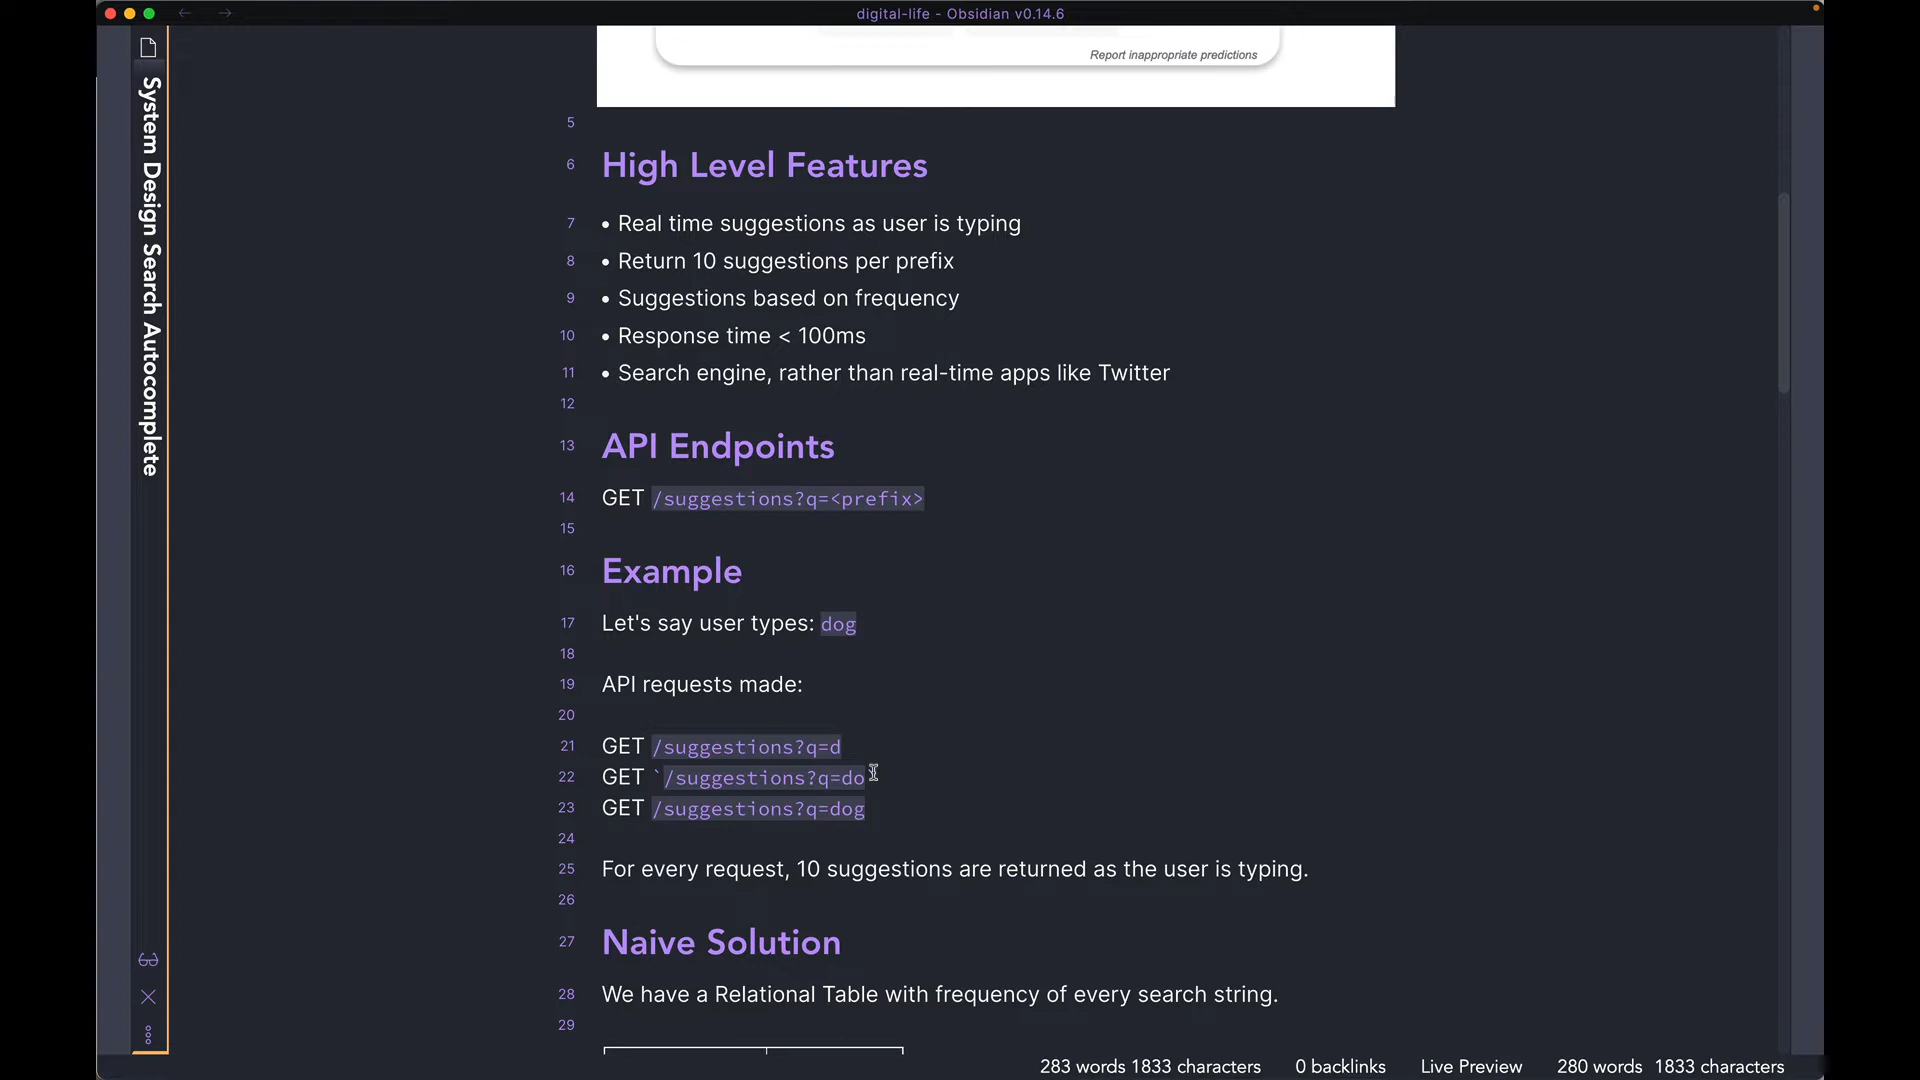 digital-life - Obsidian v0.14.6
System Design Search Autocomplete
Report inappropriate predictions
5
6 High Level Features
7 • Real time suggestions as user is typing
8 • Return 10 suggestions per prefix
9 • Suggestions based on frequency
10 • Response time < 100ms
11 • Search engine, rather than real-time apps like Twitter
12
13 API Endpoints
14 GET /suggestions?q=<prefix>
15
16 Example
17 Let's say user types: dog
18
19 API requests made:
20
21 GET /suggestions?q=d
22 GET `/suggestions?q=do`
23 GET /suggestions?q=dog
24
25 For every request, 10 suggestions are returned as the user is typing.
26
27 Naive Solution
28 We have a Relational Table with frequency of every search string.
29
283 words 1833 characters 0 backlinks Live Preview 280 words 1833 characters